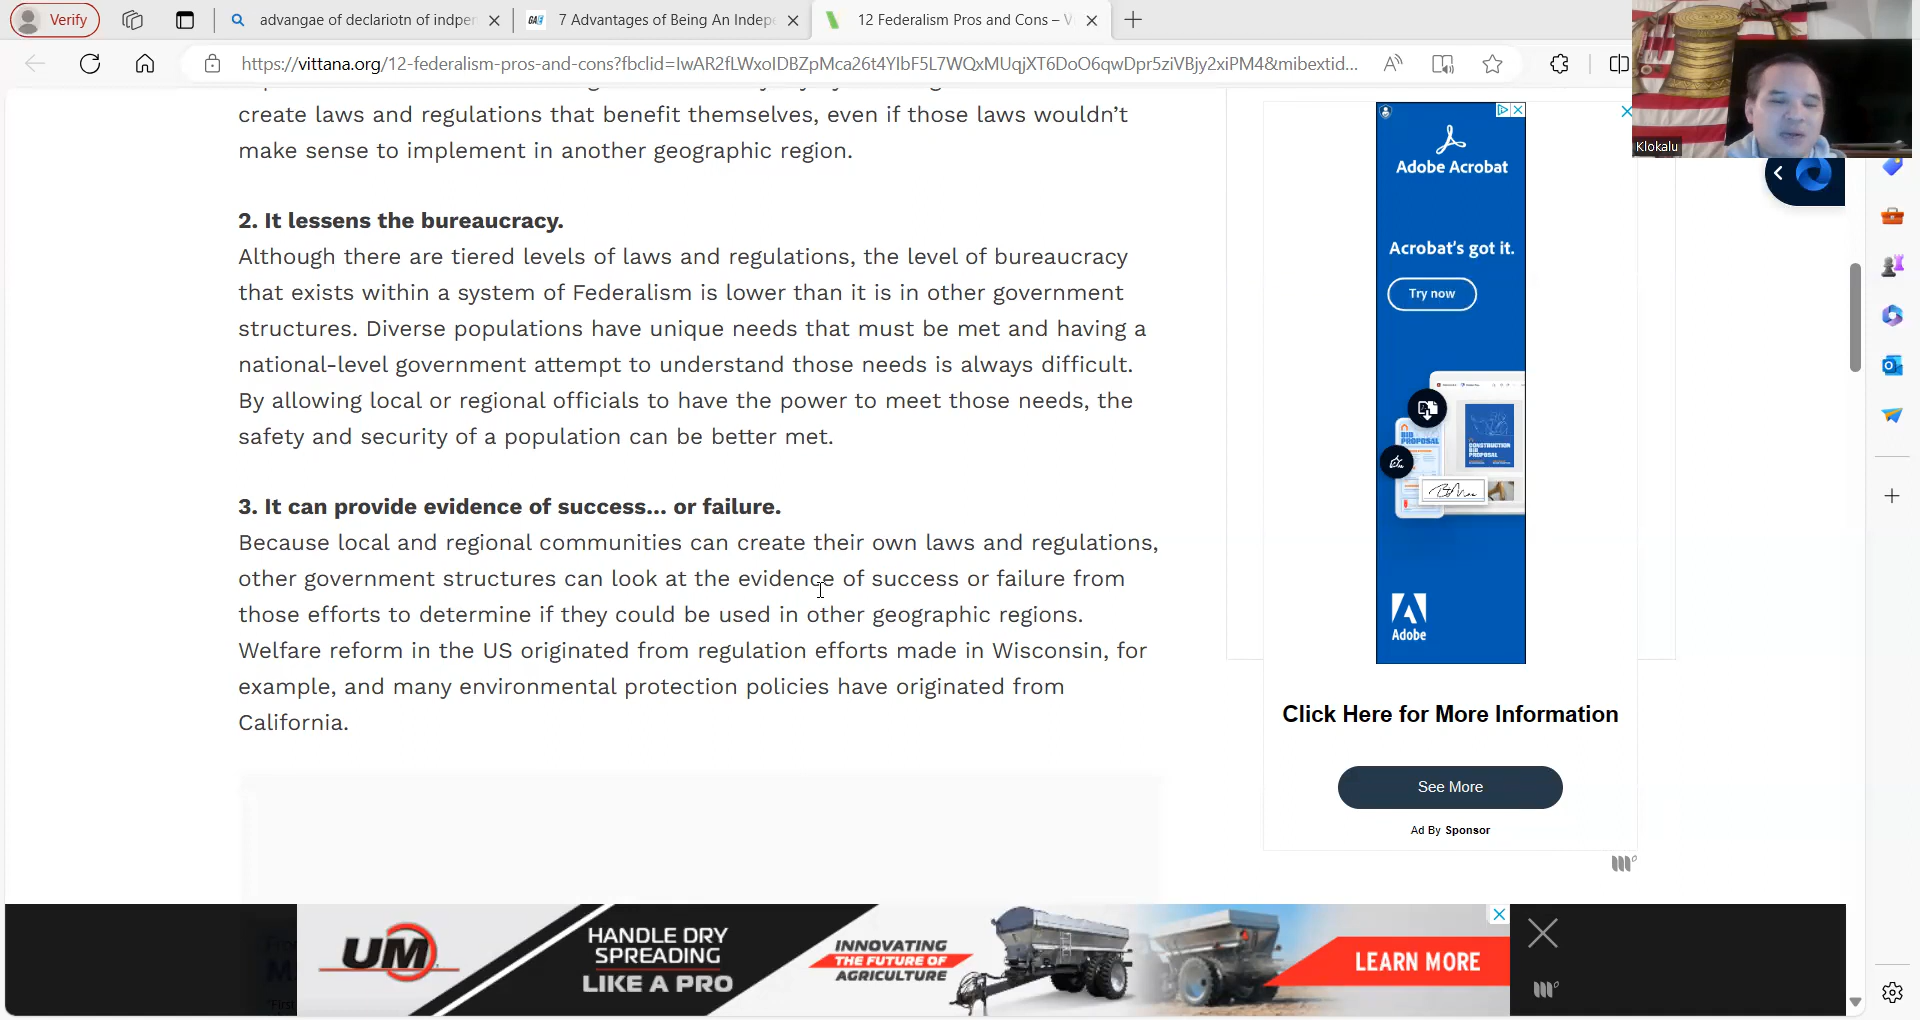 Verify
advangae of declariotn of indpe
7 Advantages of Being An Indep
12 Federalism Pros and Cons – V
https://vittana.org/12-federalism-pros-and-cons?fbclid=IwAR2fLWxoIDBZpMca26t4YIbF5L7WQxMUqjXT6DoO6qwDpr5ziVBjy2xiPM4&mibextid...
Klokalu
create laws and regulations that benefit themselves, even if those laws wouldn’t
make sense to implement in another geographic region.
2. It lessens the bureaucracy.
Although there are tiered levels of laws and regulations, the level of bureaucracy
that exists within a system of Federalism is lower than it is in other government
structures. Diverse populations have unique needs that must be met and having a
national-level government attempt to understand those needs is always difficult.
By allowing local or regional officials to have the power to meet those needs, the
safety and security of a population can be better met.
3. It can provide evidence of success… or failure.
Because local and regional communities can create their own laws and regulations,
other government structures can look at the evidence of success or failure from
those efforts to determine if they could be used in other geographic regions.
Welfare reform in the US originated from regulation efforts made in Wisconsin, for
example, and many environmental protection policies have originated from
California.
Adobe Acrobat
Acrobat’s got it.
Try now
BID
PROPOSAL
CONSTRUCTION
BID
PROPOSAL
Adobe
Click Here for More Information
See More
Ad By Sponsor
UM
HANDLE DRY
SPREADING
LIKE A PRO
INNOVATING
THE FUTURE OF
AGRICULTURE
LEARN MORE